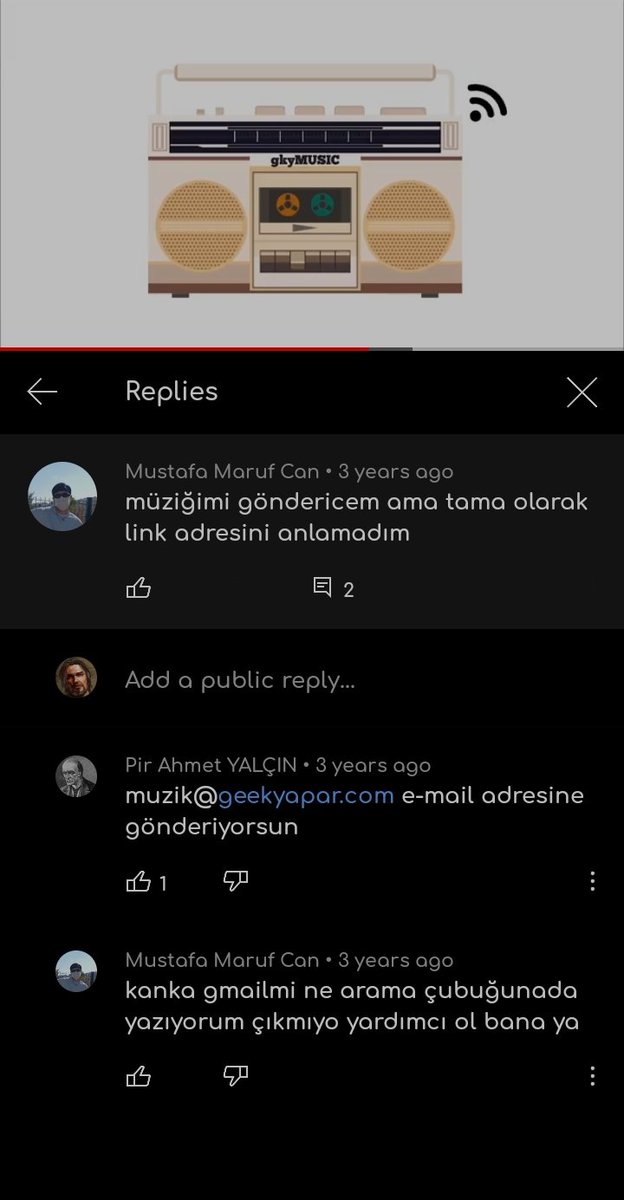 gkyMUSIC
Replies
Mustafa Maruf Can • 3 years ago
müziğimi göndericem ama tama olarak
link adresini anlamadım
2
Add a public reply...
Pir Ahmet YALÇIN • 3 years ago
muzik@geekyapar.com e-mail adresine
gönderiyorsun
1
Mustafa Maruf Can • 3 years ago
kanka gmailmi ne arama çubuğunada
yazıyorum çıkmıyo yardımcı ol bana ya